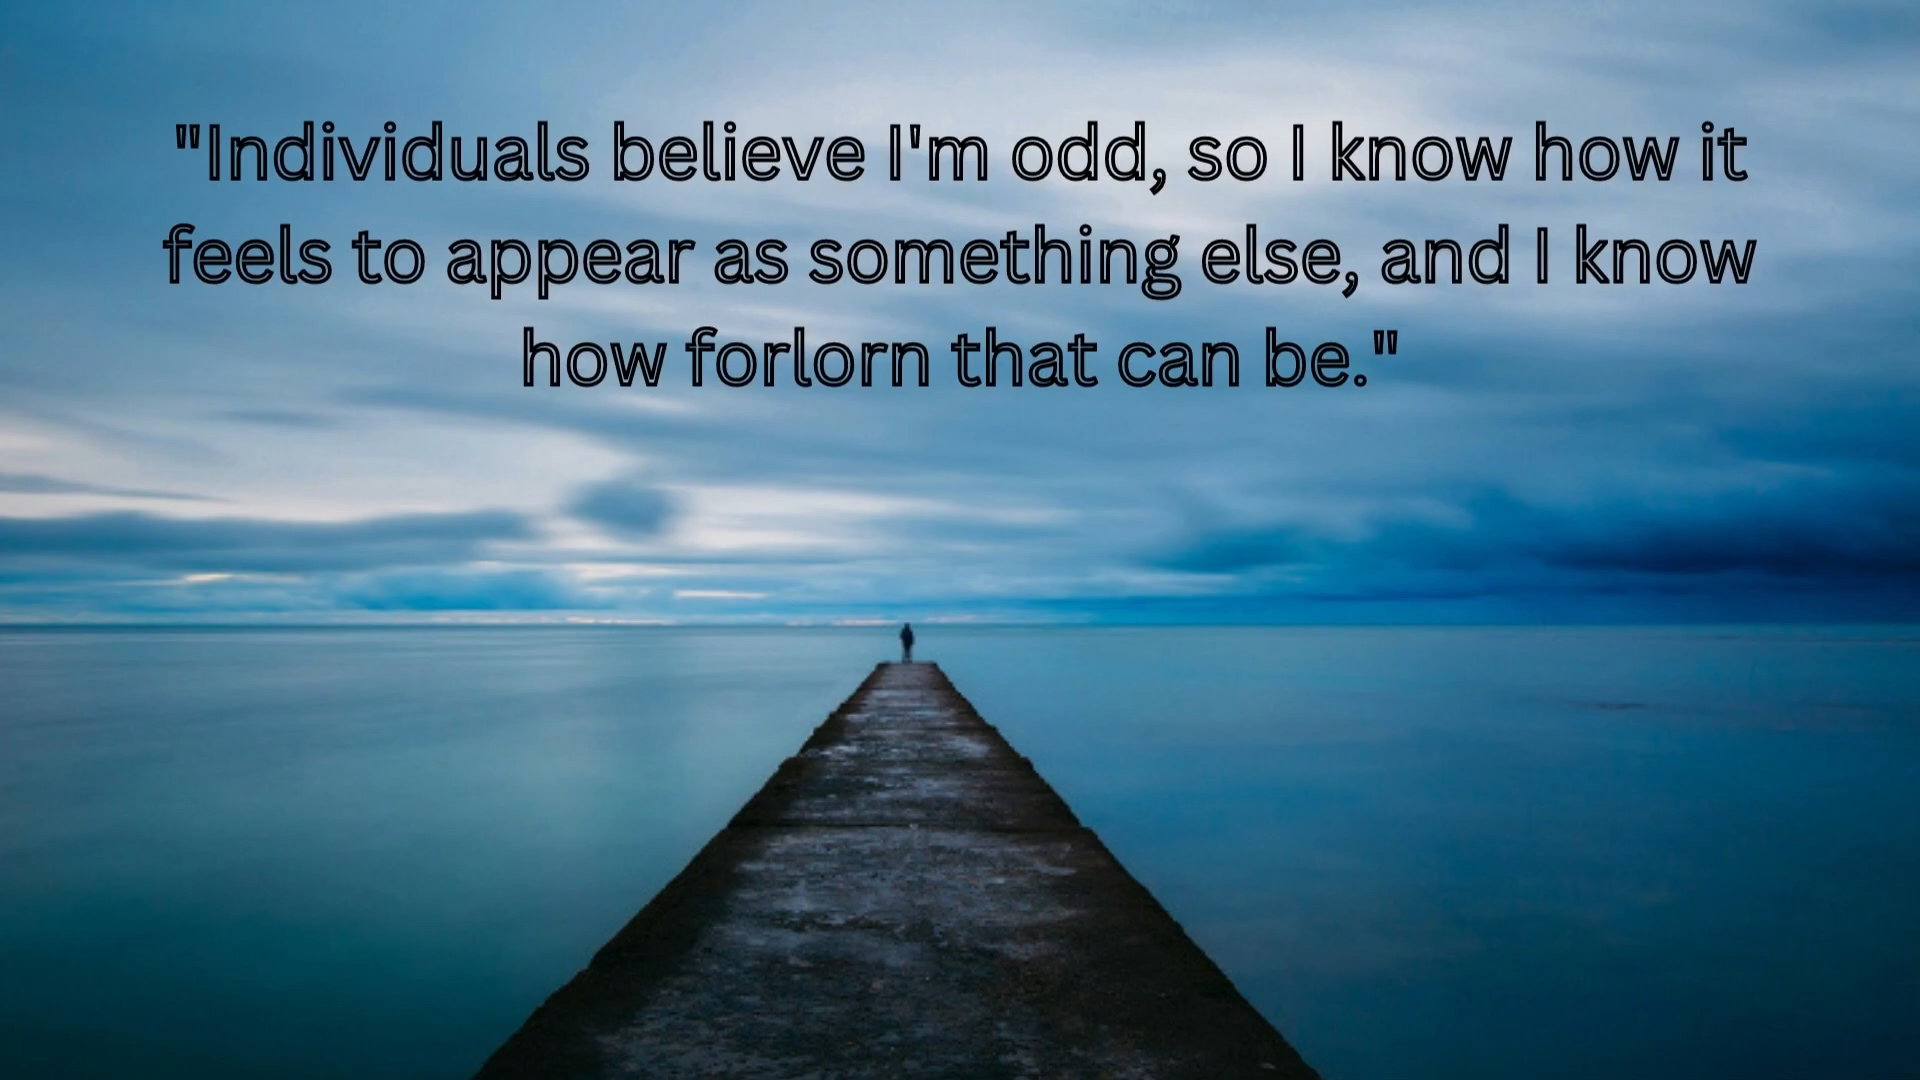 "Individuals believe I'm odd, so I know how it
feels to appear as something else, and I know
how forlorn that can be."